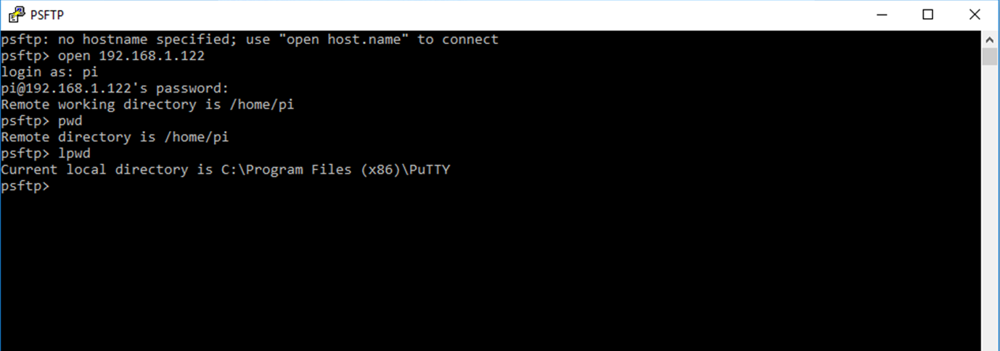 PSFTP
psftp: no hostname specified; use "open host.name" to connect
psftp> open 192.168.1.122
login as: pi
pi@192.168.1.122's password:
Remote working directory is /home/pi
psftp> pwd
Remote directory is /home/pi
psftp> lpwd
Current local directory is C:\Program Files (x86)\PuTTY
psftp>